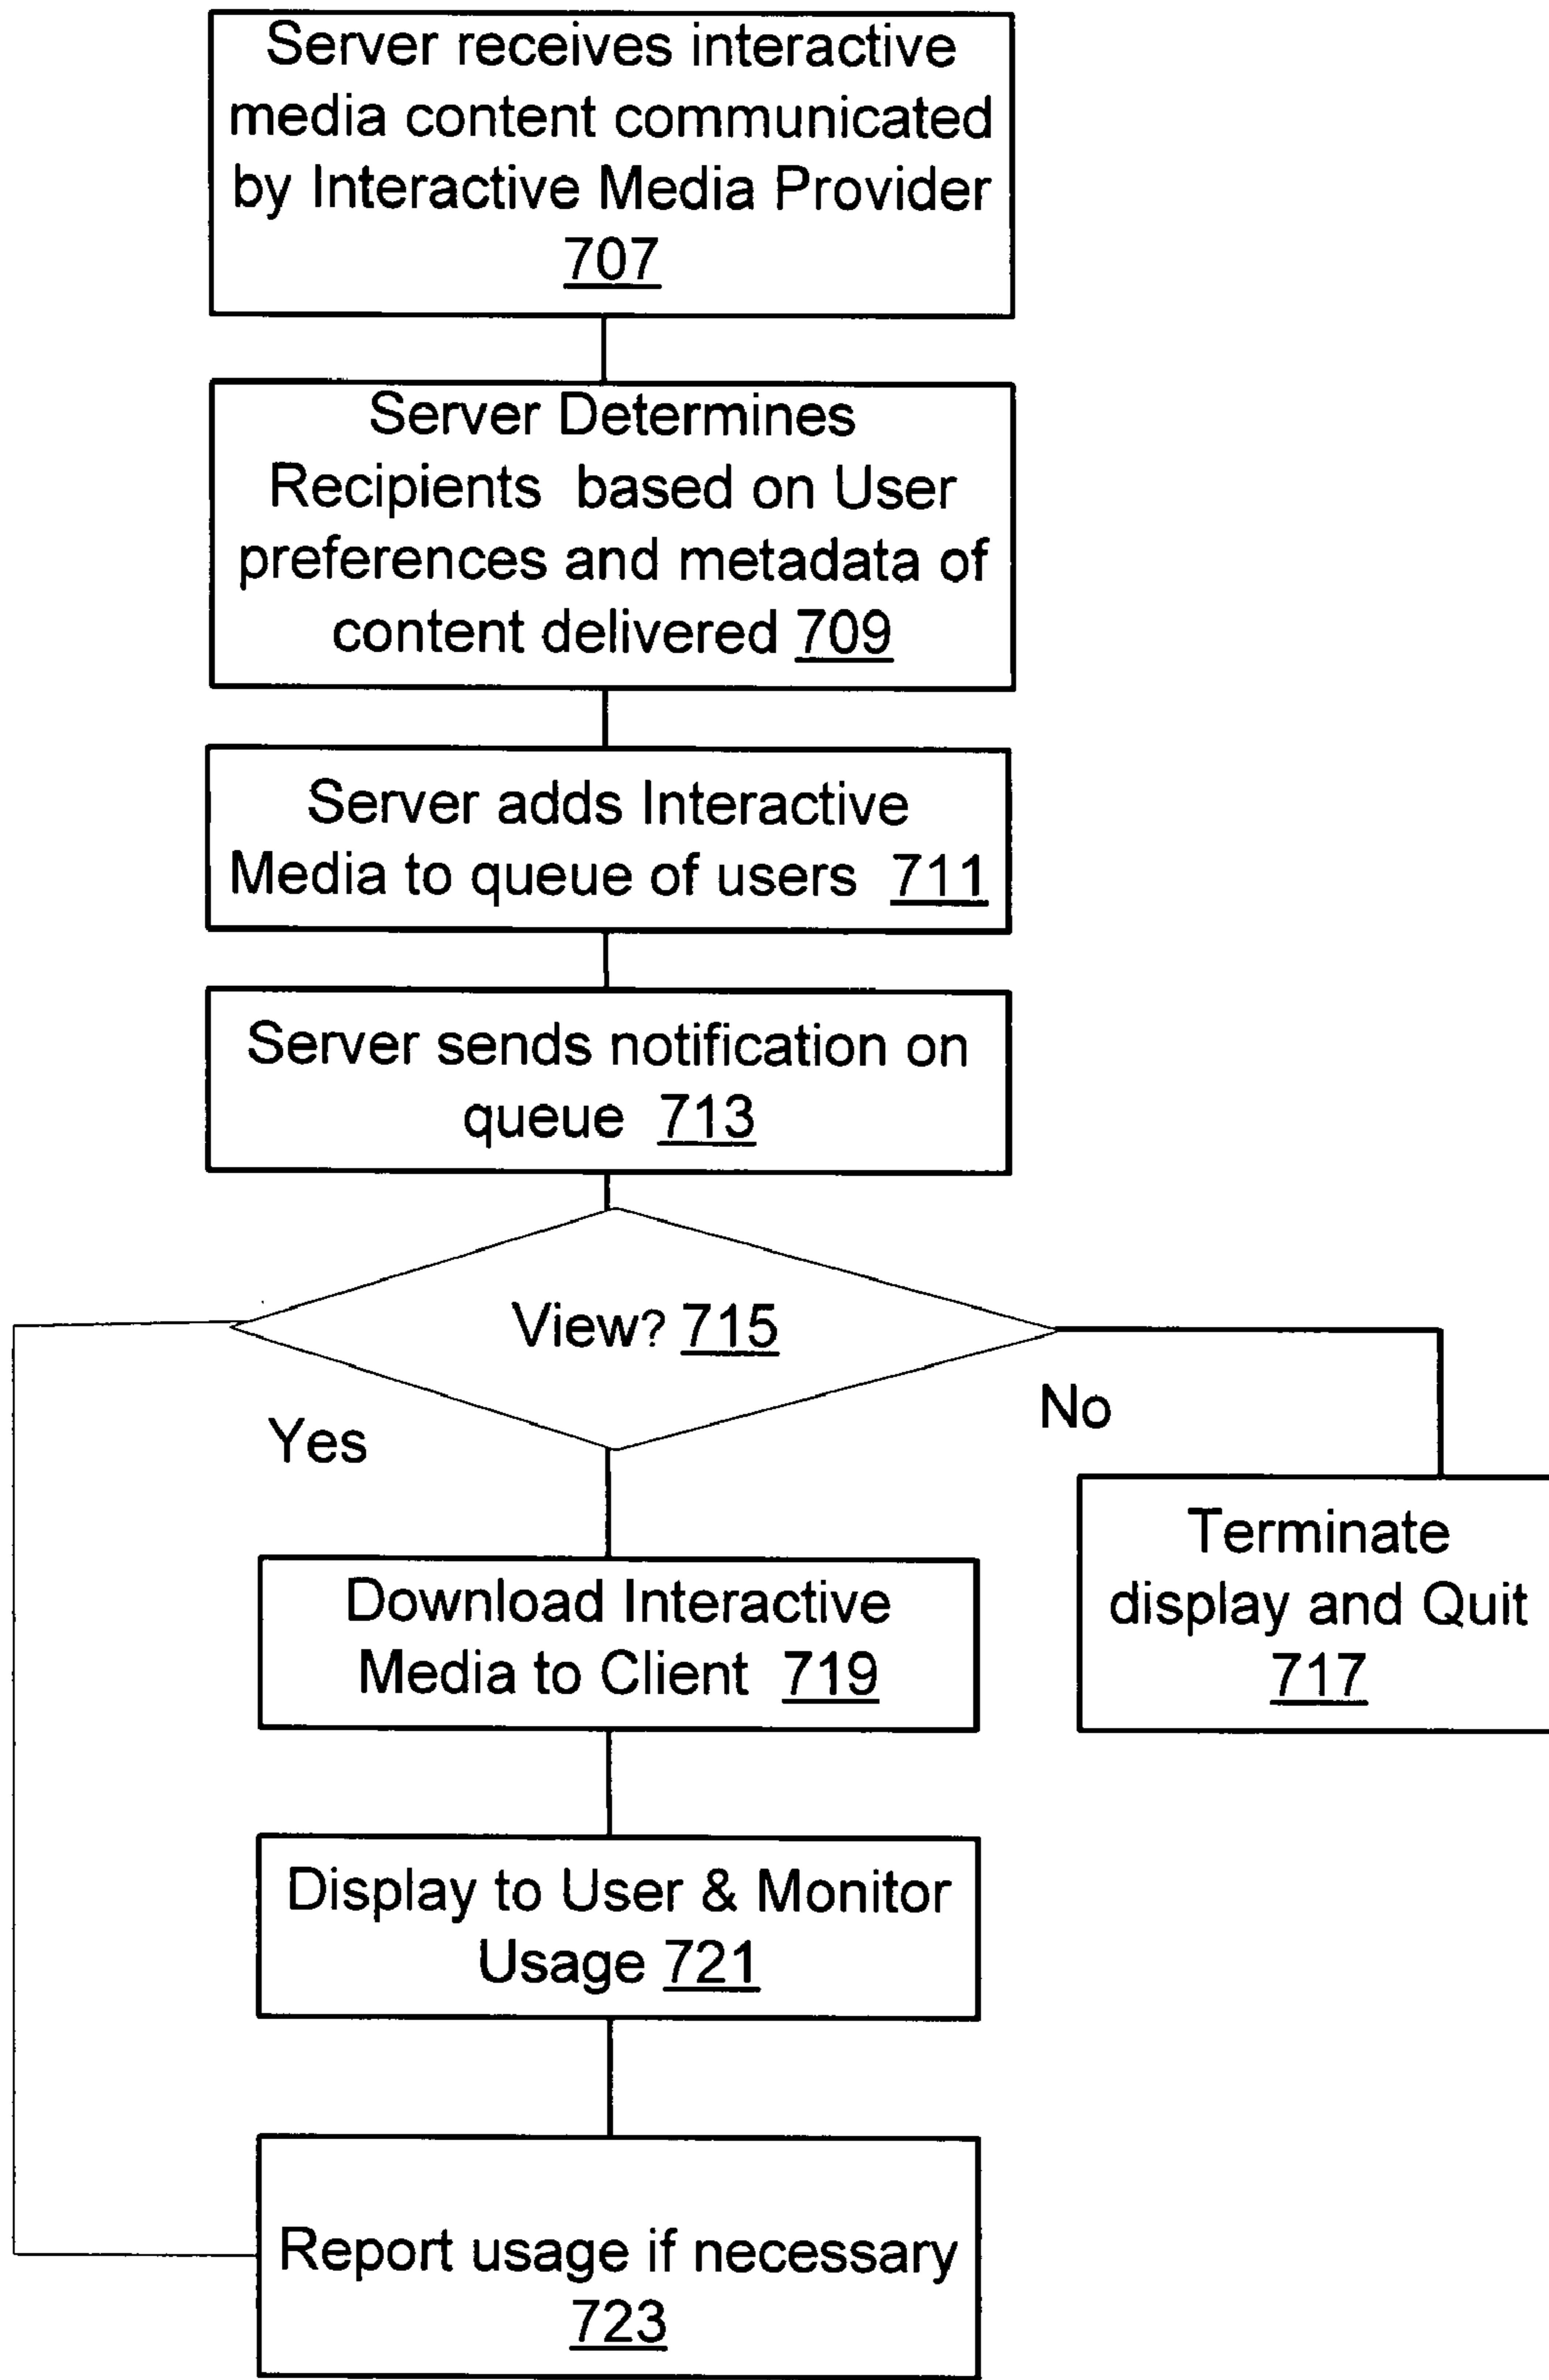 Server receives interactive
media content communicated
by Interactive Media Provider
707
Server Determines
Recipients based on User
preferences and metadata of
content delivered 709
Server adds Interactive
Media to queue of users 711
Server sends notification on
queue 713
View? 715
No
Yes
Terminate
display and Quit
717
Download Interactive
Media to Client 719
Display to User & Monitor
Usage 721
Report usage if necessary
723